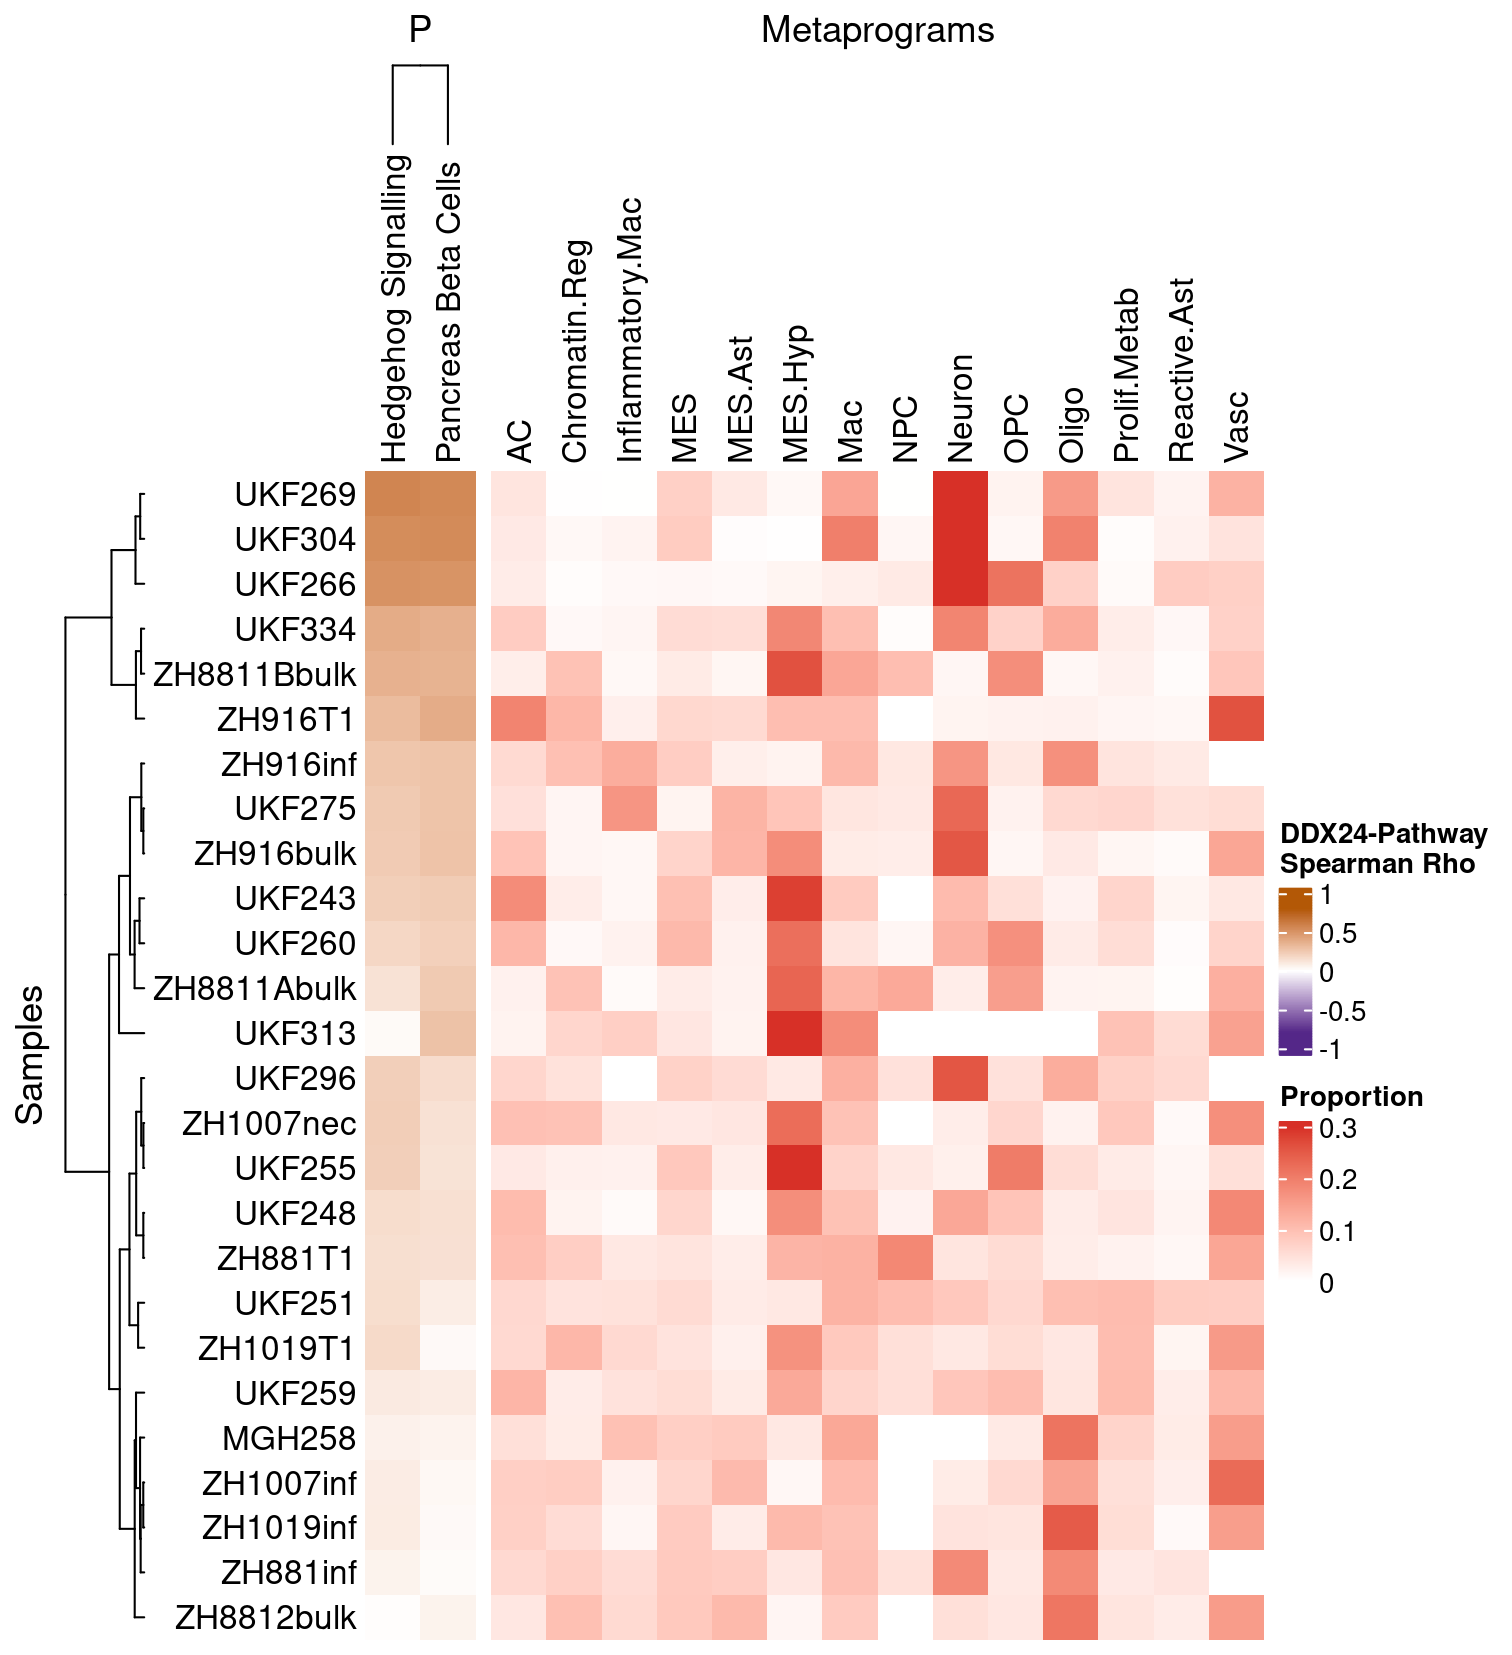 P
Metaprograms
Hedgehog Signalling
Pancreas Beta Cells
AC
Chromatin.Reg
Inflammatory.Mac
MES
MES.Ast
MES.Hyp
Mac
NPC
Neuron
OPC
Oligo
Prolif.Metab
Reactive.Ast
Vasc
Samples
UKF269
UKF304
UKF266
UKF334
ZH8811Bbulk
ZH916T1
ZH916inf
UKF275
ZH916bulk
UKF243
UKF260
ZH8811Abulk
UKF313
UKF296
ZH1007nec
UKF255
UKF248
ZH881T1
UKF251
ZH1019T1
UKF259
MGH258
ZH1007inf
ZH1019inf
ZH881inf
ZH8812bulk
DDX24-Pathway
Spearman Rho
1
0.5
0
-0.5
-1
Proportion
0.3
0.2
0.1
0